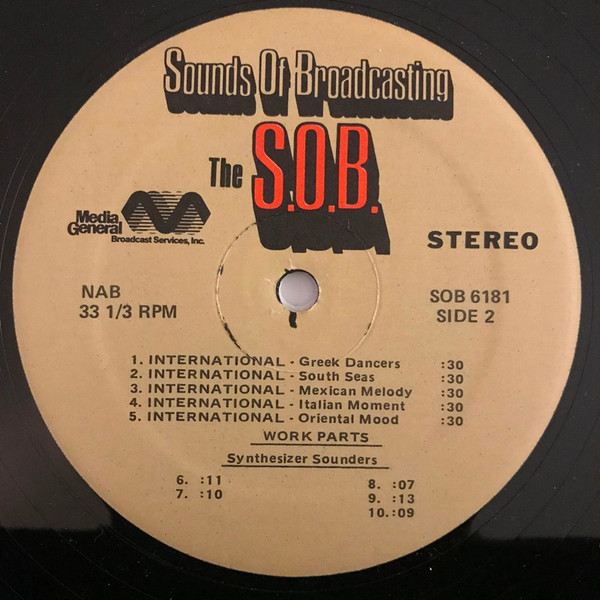 Sounds Of Broadcasting
The S.O.B.
Media
General
Broadcast Services, Inc.
STEREO
NAB
33 1/3 RPM
SOB 6181
SIDE 2
1. INTERNATIONAL - Greek Dancers :30
2. INTERNATIONAL - South Seas :30
3. INTERNATIONAL - Mexican Melody :30
4. INTERNATIONAL - Italian Moment :30
5. INTERNATIONAL - Oriental Mood :30
WORK PARTS
Synthesizer Sounders
6. :11
7. :10
8. :07
9. :13
10. :09